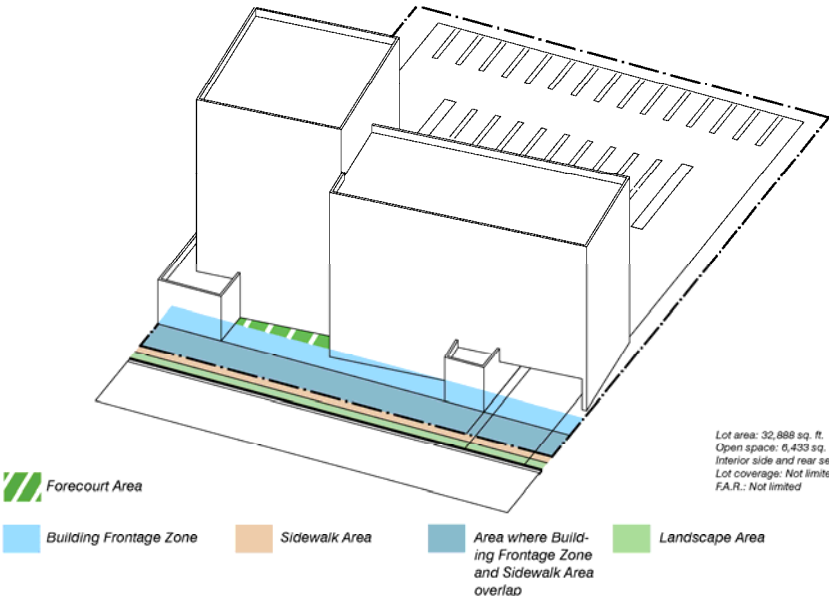 Lot area: 32,888 sq. ft.
Open space: 6,433 sq.
Interior side and rear se
Lot coverage: Not limite
F.A.R.: Not limited
Forecourt Area
Building Frontage Zone
Sidewalk Area
Area where Build-
ing Frontage Zone
and Sidewalk Area
overlap
Landscape Area